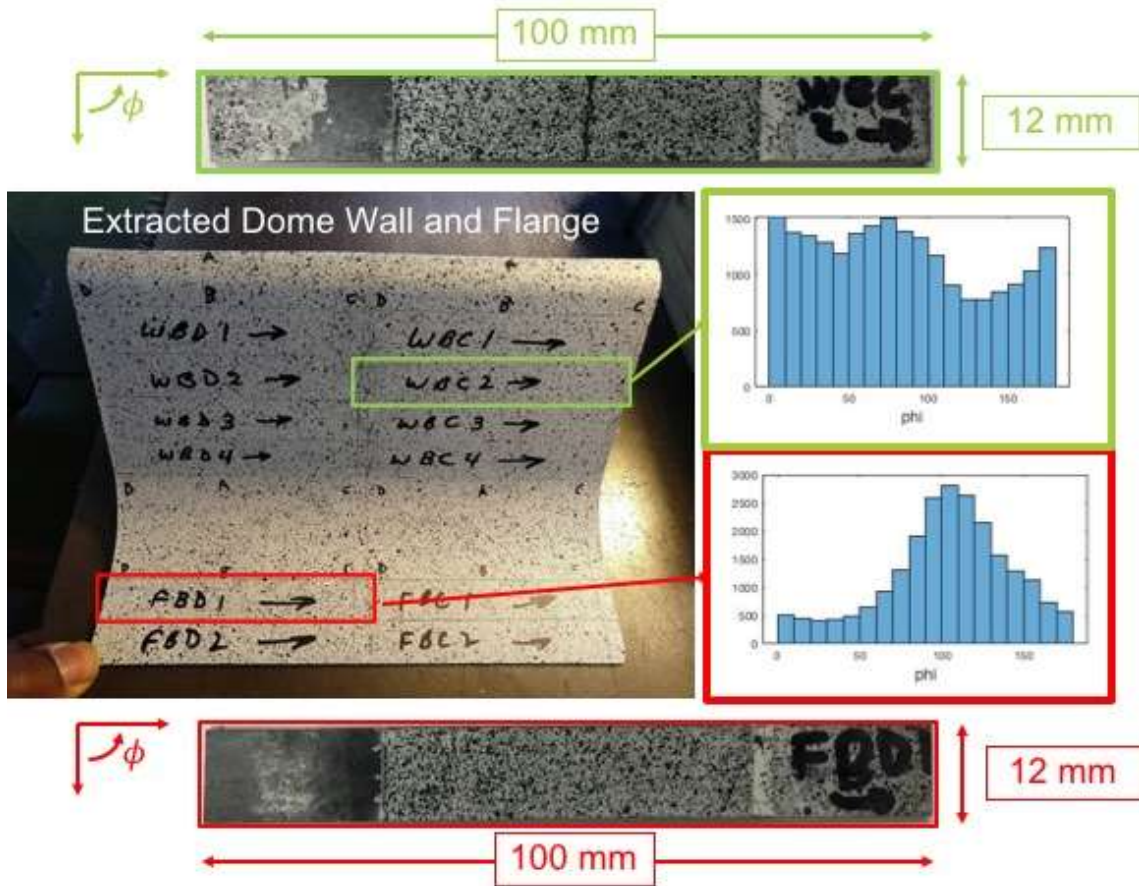 100 mm
ϕ
WBC
C →
12 mm
Extracted Dome Wall and Flange
A
D B C D B C
WBD1 → WBC1 →
WBD2 → WBC2 →
WBD3 → WBC3 →
WBD4 → WBC4 →
D A C D A C
D B C D B C
FBD1 → FBC1 →
FBD2 → FBC2 →
1500
1000
500
0
0 50 100 150
phi
3000
2500
2000
1500
1000
500
0
0 50 100 150
phi
ϕ
FBD
12 mm
100 mm